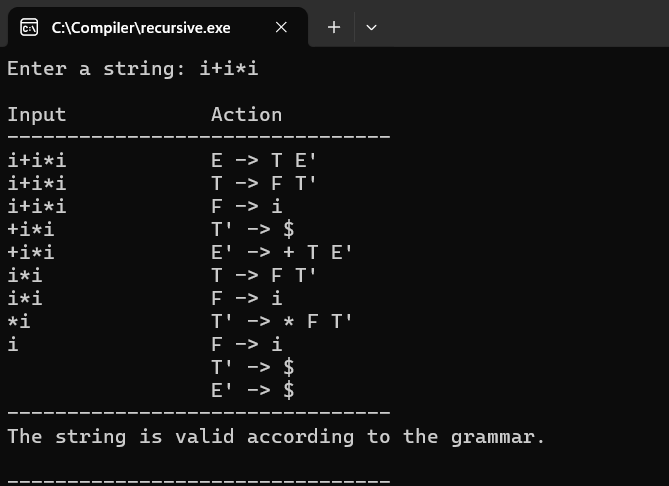 C:\Compiler\recursive.exe
Enter a string: i+i*i
Input Action
--------------------------------
i+i*i E -> T E'
i+i*i T -> F T'
i+i*i F -> i
+i*i T' -> $
+i*i E' -> + T E'
i*i T -> F T'
i*i F -> i
*i T' -> * F T'
i F -> i
T' -> $
E' -> $
--------------------------------
The string is valid according to the grammar.
--------------------------------